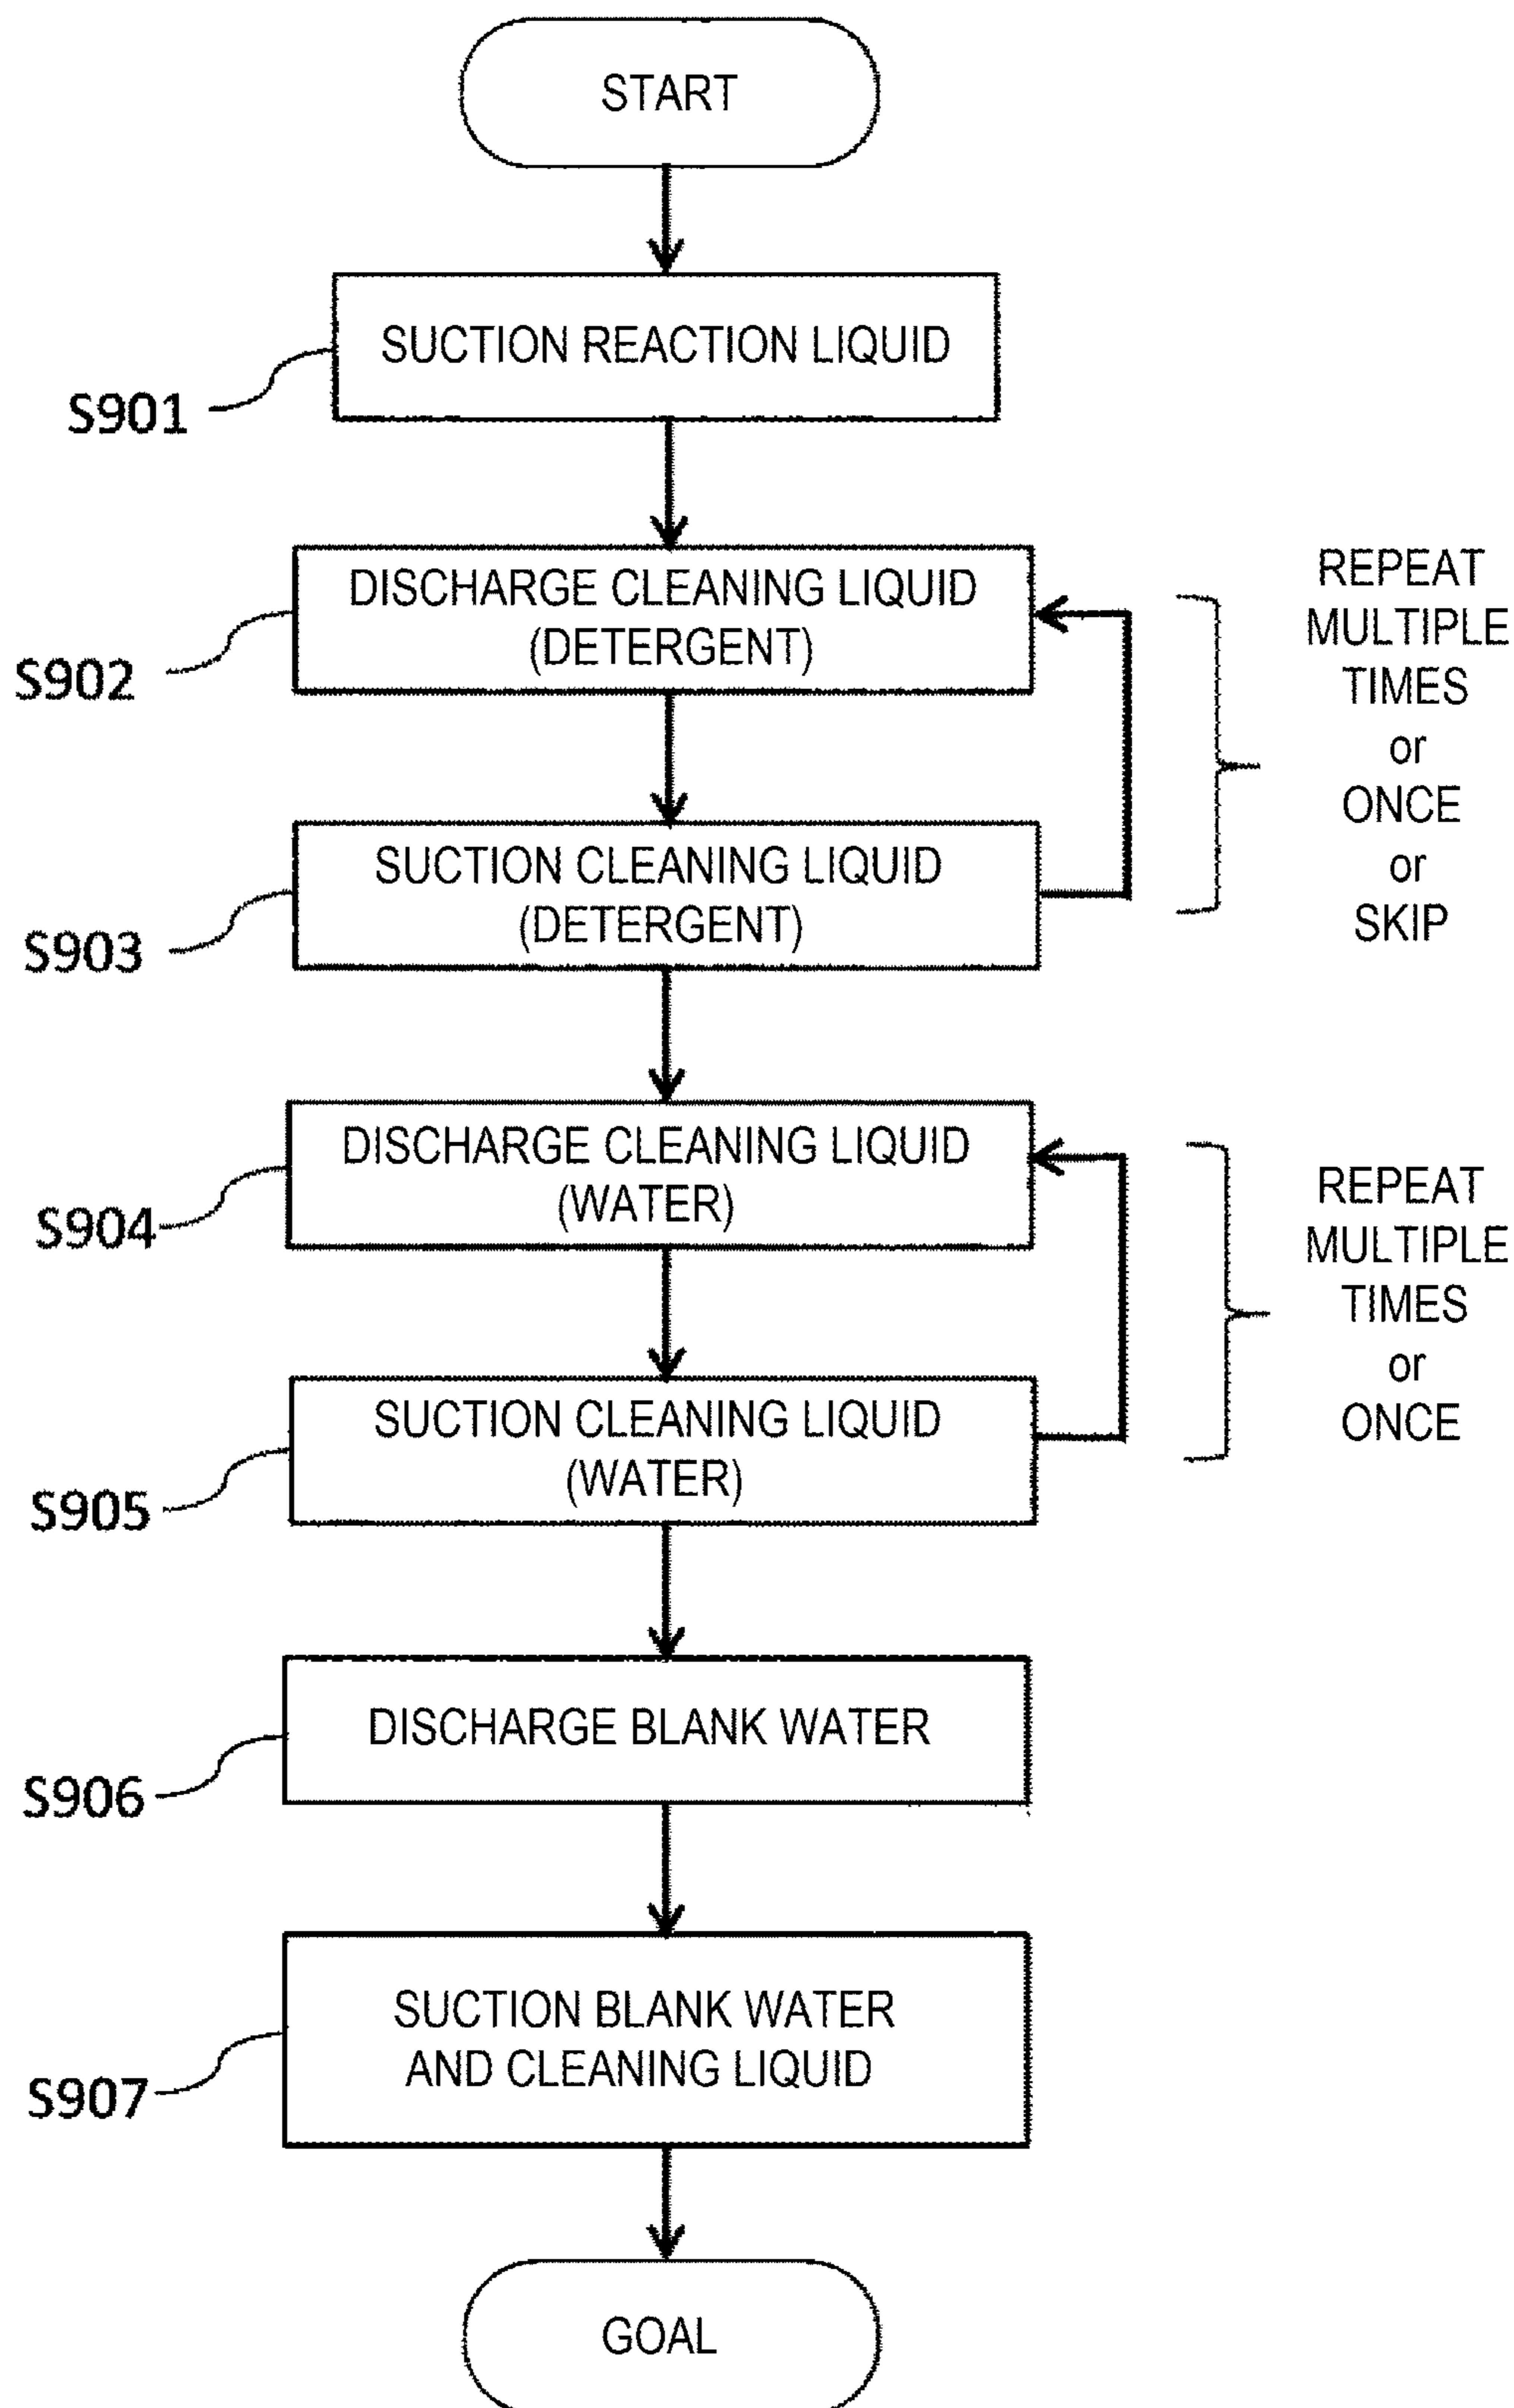 START
SUCTION REACTION LIQUID
S901
DISCHARGE CLEANING LIQUID
(DETERGENT)
S902
SUCTION CLEANING LIQUID
(DETERGENT)
S903
REPEAT
MULTIPLE
TIMES
or
ONCE
or
SKIP
DISCHARGE CLEANING LIQUID
(WATER)
S904
SUCTION CLEANING LIQUID
(WATER)
S905
REPEAT
MULTIPLE
TIMES
or
ONCE
DISCHARGE BLANK WATER
S906
SUCTION BLANK WATER
AND CLEANING LIQUID
S907
GOAL